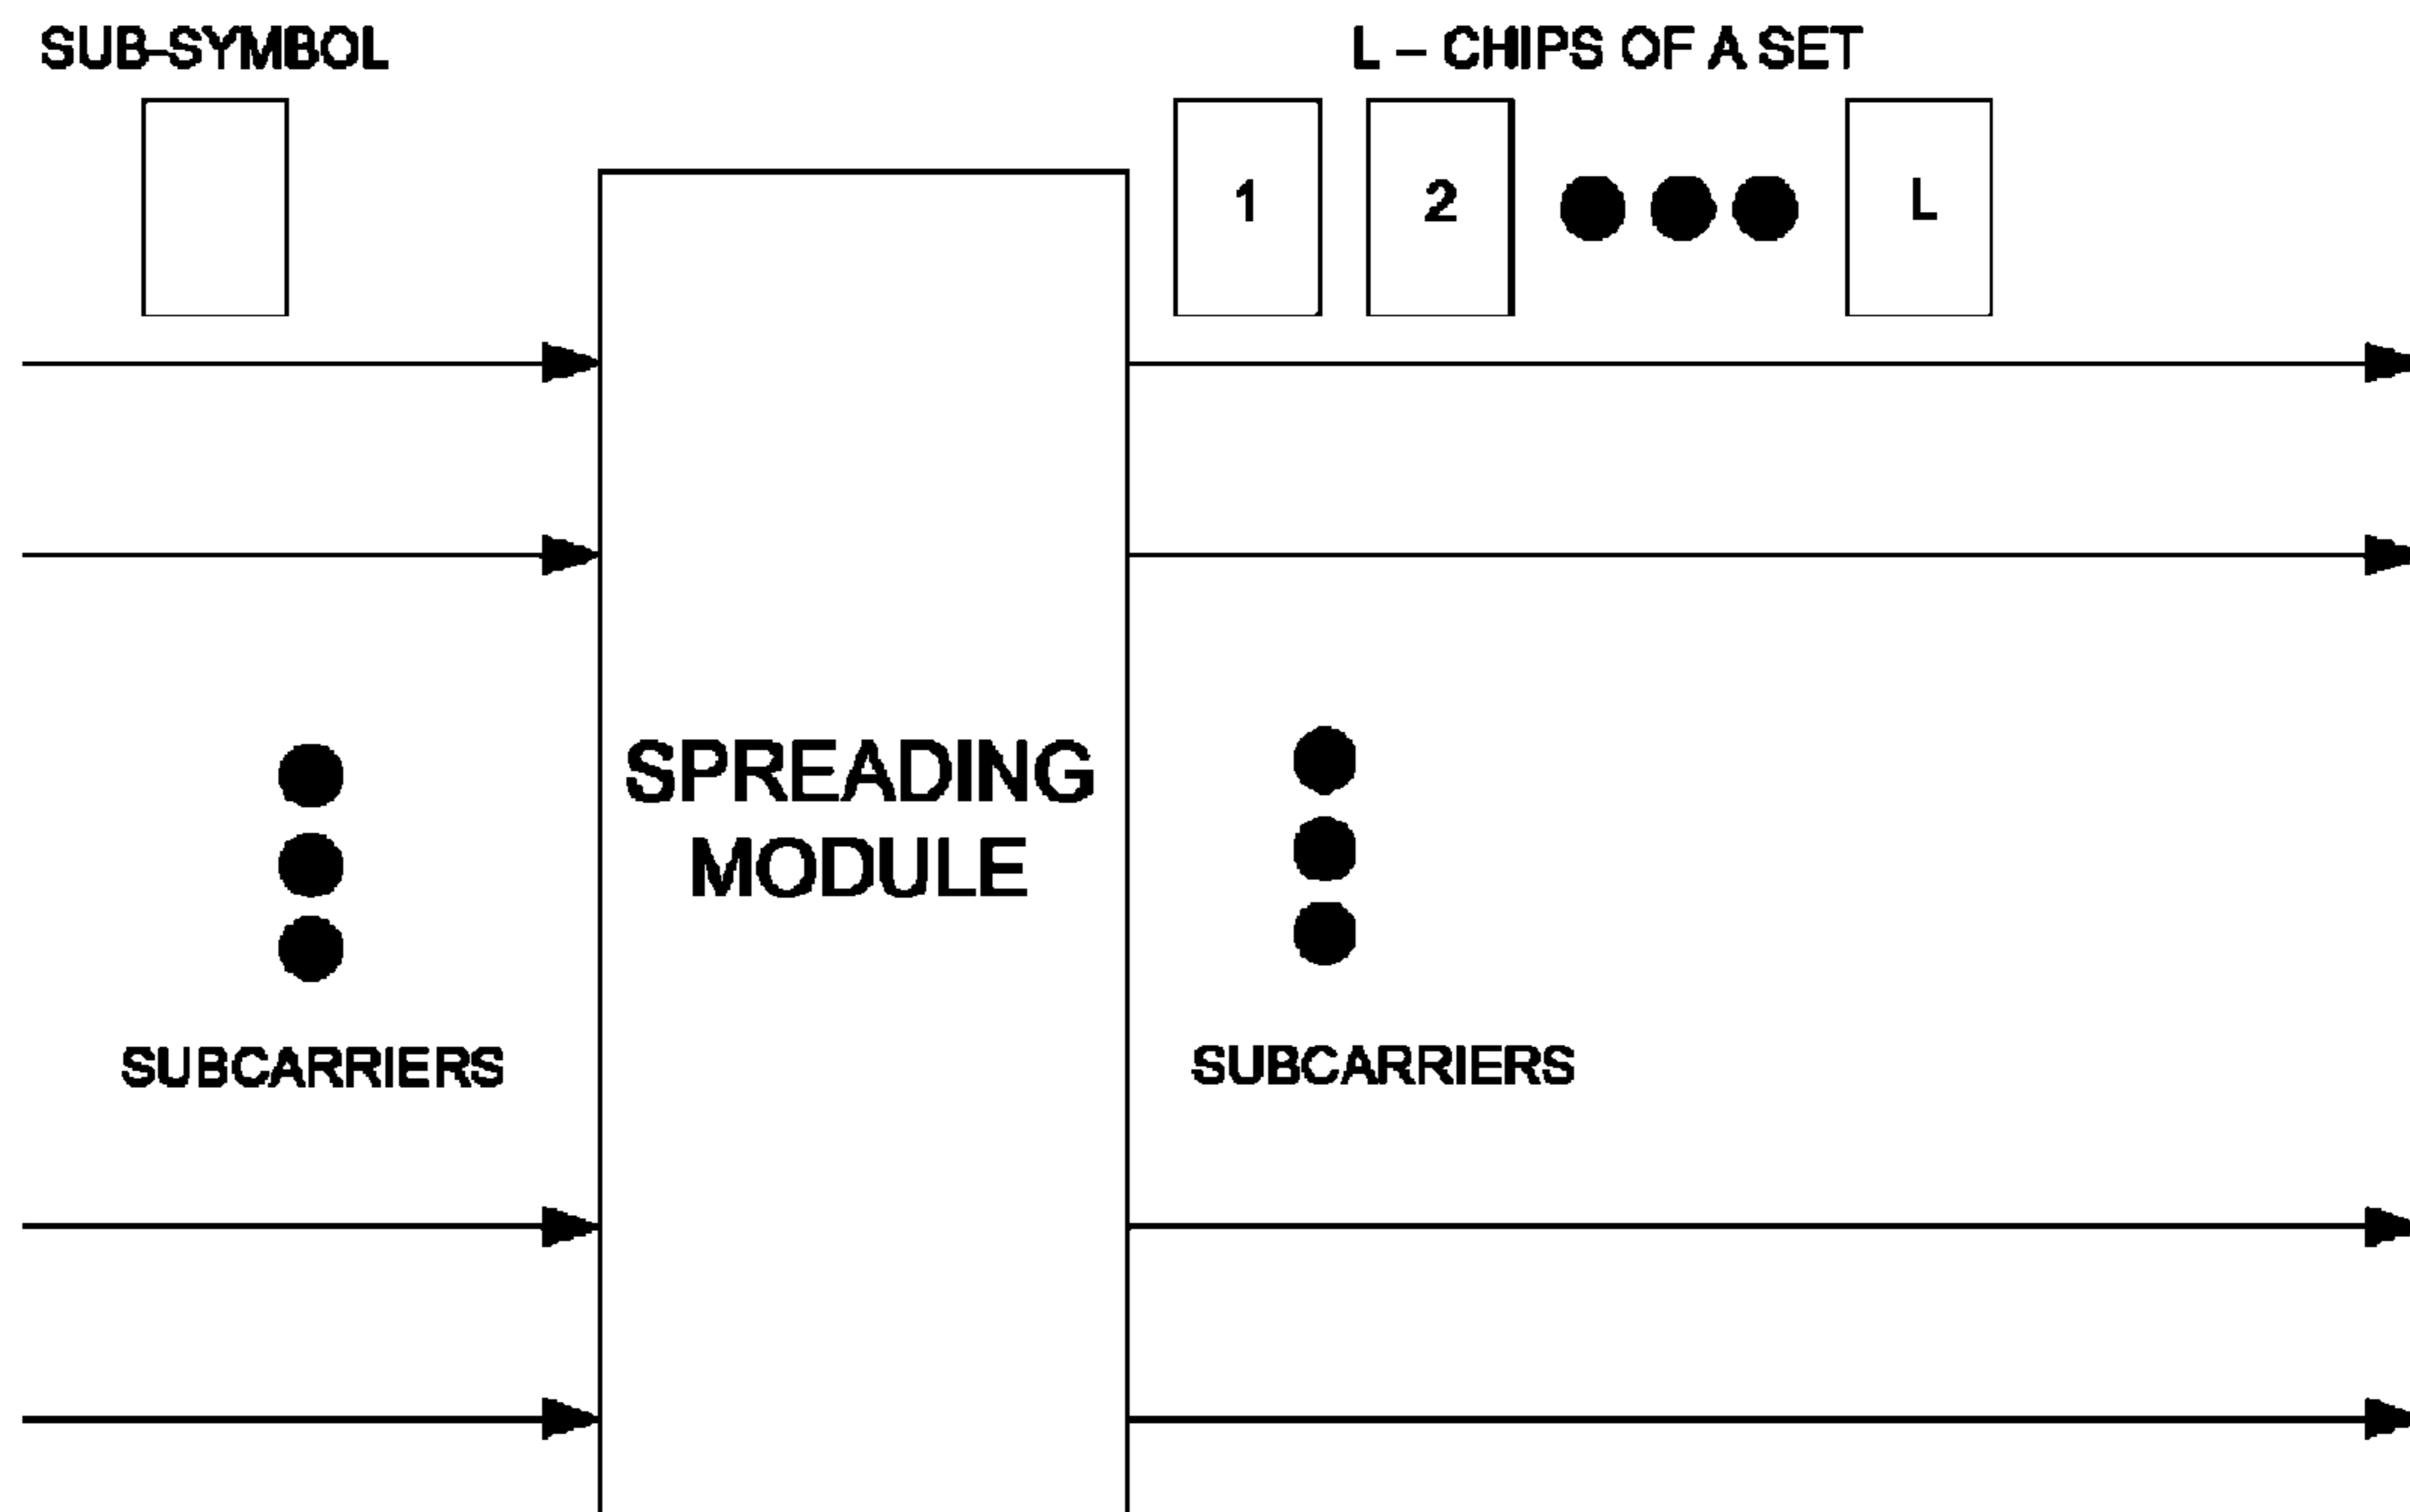 SUB-SYMBOL
L – CHIPS OF A SET
1
2
L
SPREADING
MODULE
SUBCARRIERS
SUBCARRIERS